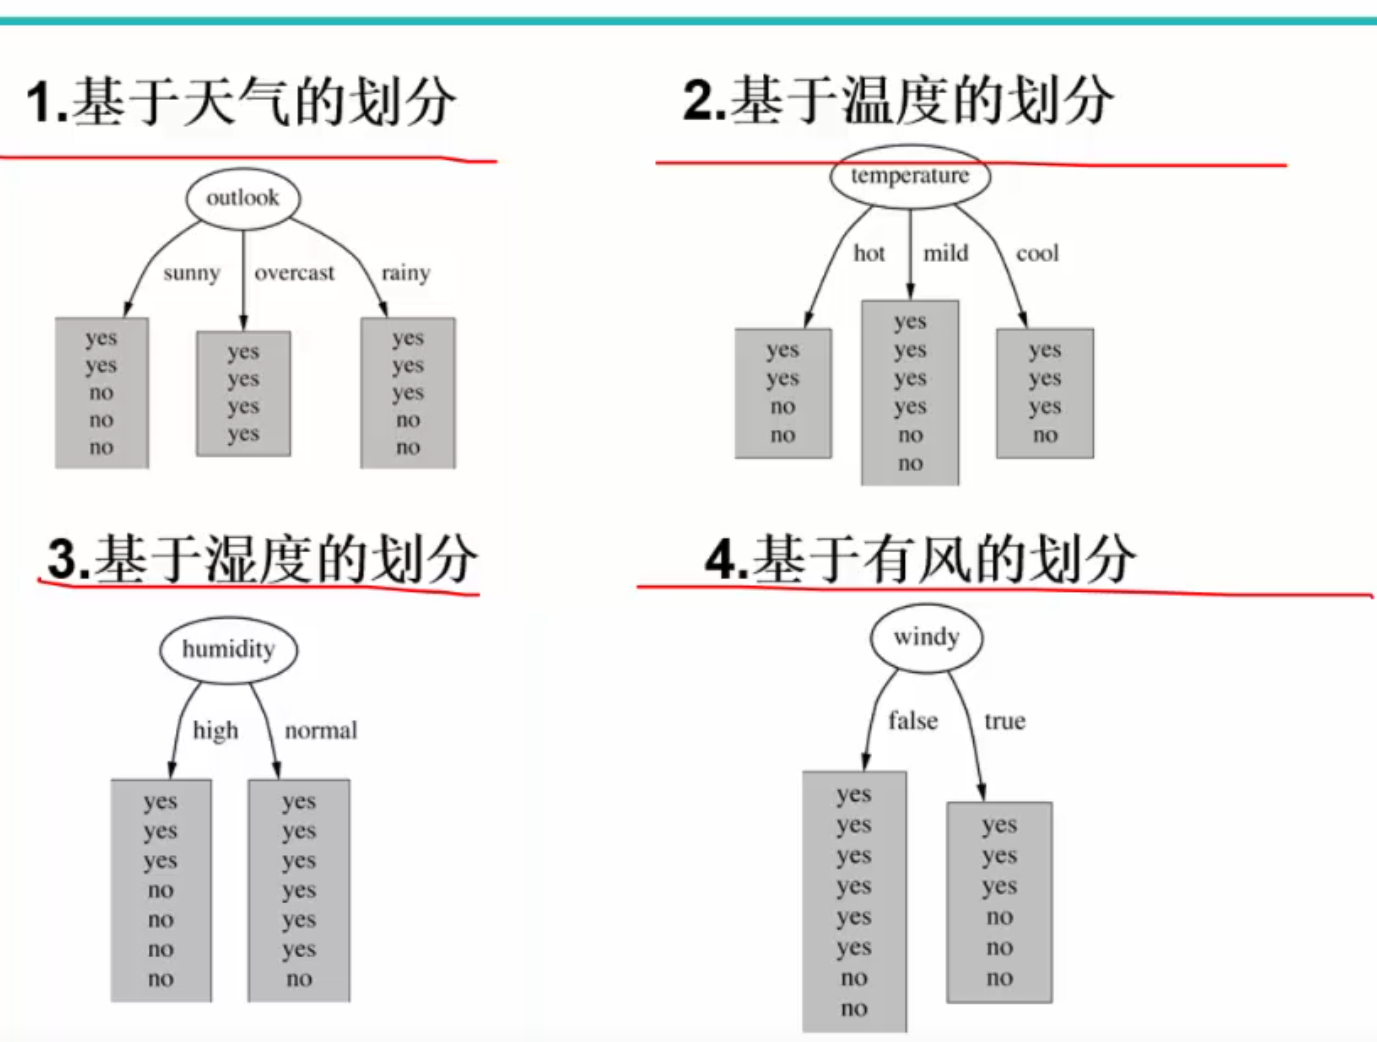 1.基于天气的划分
outlook
sunny
overcast
rainy
yes
yes
no
no
no
yes
yes
yes
yes
yes
yes
yes
no
no
2.基于温度的划分
temperature
hot
mild
cool
yes
yes
no
no
yes
yes
yes
yes
no
no
yes
yes
yes
no
3.基于湿度的划分
humidity
high
normal
yes
yes
yes
no
no
no
no
yes
yes
yes
yes
yes
yes
no
4.基于有风的划分
windy
false
true
yes
yes
yes
yes
yes
yes
no
no
yes
yes
yes
no
no
no